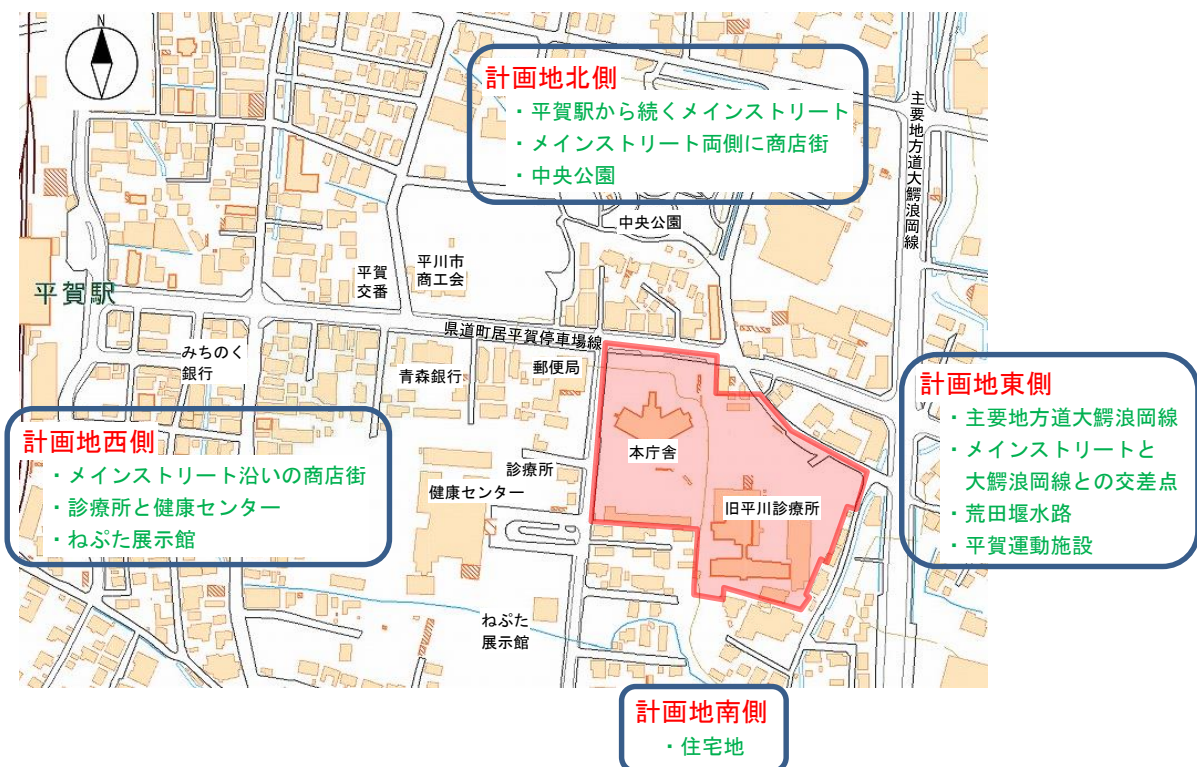 N
計画地北側
・平賀駅から続くメインストリート
・メインストリート両側に商店街
・中央公園
主要地方道大鰐浪岡線
中央公園
平賀
交番
平川市
商工会
平賀駅
県道町居平賀停車場線
みちのく
銀行
青森銀行
郵便局
計画地東側
・主要地方道大鰐浪岡線
・メインストリートと
大鰐浪岡線との交差点
・荒田堰水路
・平賀運動施設
計画地西側
・メインストリート沿いの商店街
・診療所と健康センター
・ねぷた展示館
本庁舎
診療所
健康センター
旧平川診療所
ねぷた
展示館
計画地南側
・住宅地